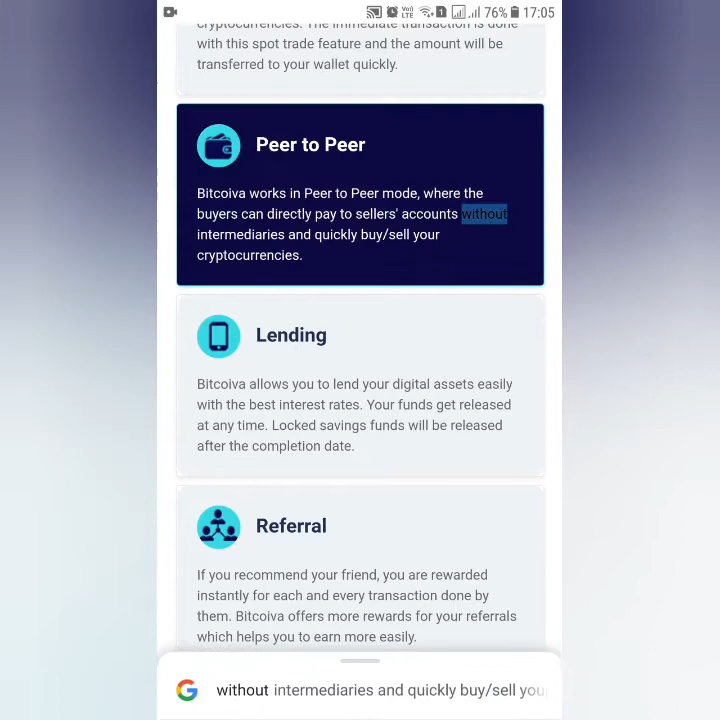 1
Vo)) LTE
76%
17:05
cryptocurrencies. The immediate transaction is done
with this spot trade feature and the amount will be
transferred to your wallet quickly.
Peer to Peer
Bitcoiva works in Peer to Peer mode, where the
buyers can directly pay to sellers' accounts without
intermediaries and quickly buy/sell your
cryptocurrencies.
Lending
Bitcoiva allows you to lend your digital assets easily
with the best interest rates. Your funds get released
at any time. Locked savings funds will be released
after the completion date.
Referral
If you recommend your friend, you are rewarded
instantly for each and every transaction done by
them. Bitcoiva offers more rewards for your referrals
which helps you to earn more easily.
G without intermediaries and quickly buy/sell you